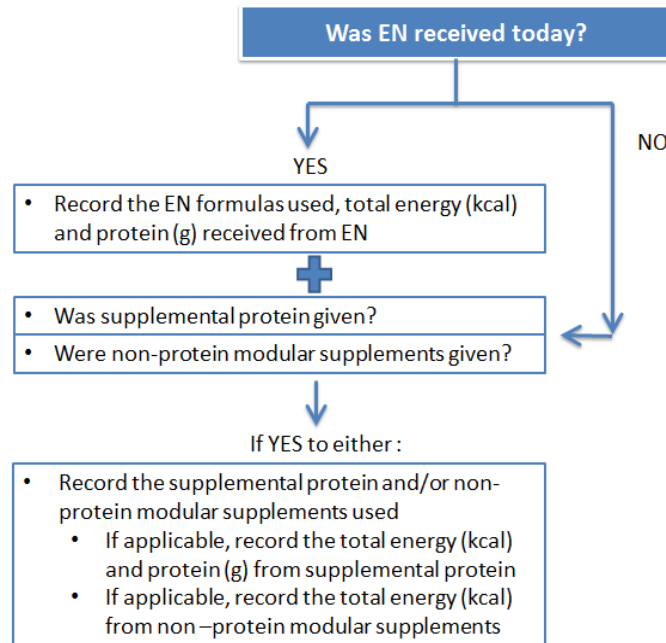 Was EN received today?
NO
YES
• Record the EN formulas used, total energy (kcal)
and protein (g) received from EN
• Was supplemental protein given?
• Were non-protein modular supplements given?
If YES to either :
• Record the supplemental protein and/or non-
protein modular supplements used
• If applicable, record the total energy (kcal)
and protein (g) from supplemental protein
• If applicable, record the total energy (kcal)
from non –protein modular supplements